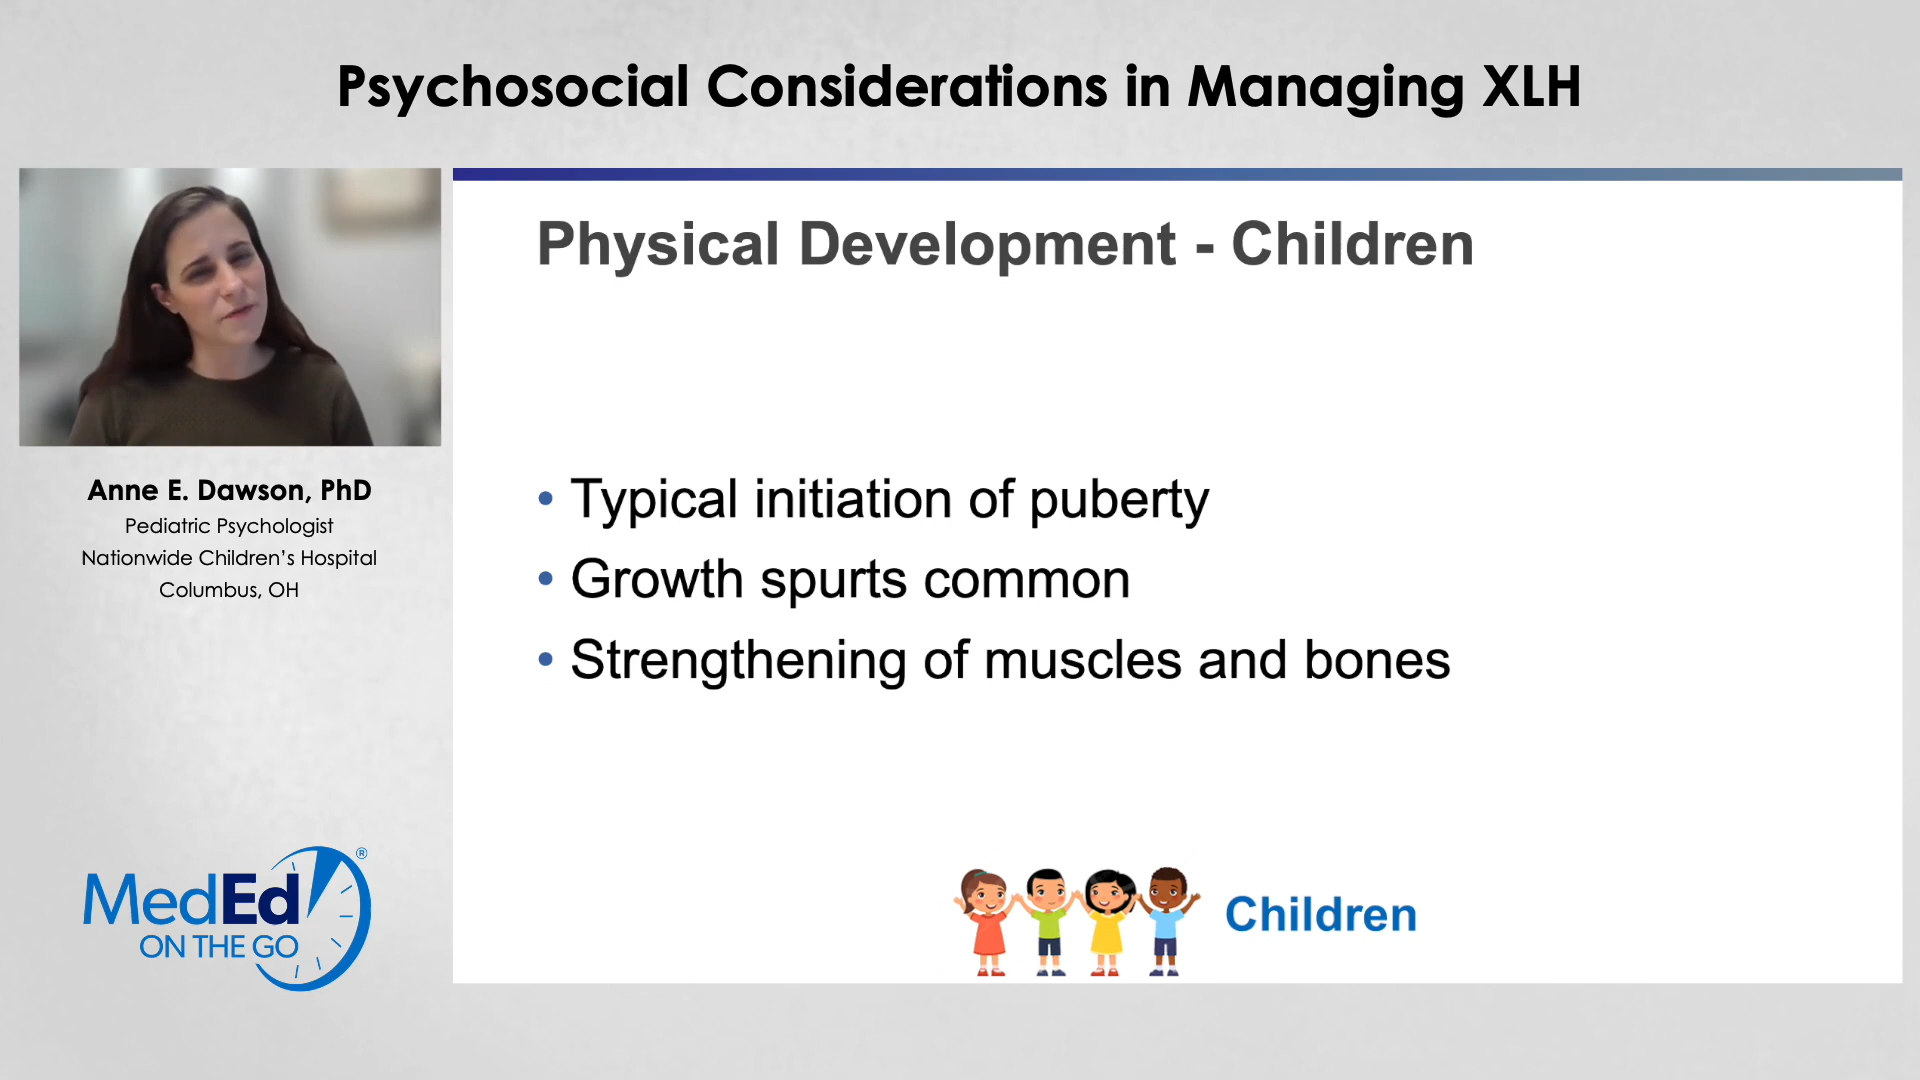 Psychosocial Considerations in Managing XLH
Anne E. Dawson, PhD
Pediatric Psychologist
Nationwide Children's Hospital
Columbus, OH
MedEd®
ON THE GO
Physical Development - Children
• Typical initiation of puberty
• Growth spurts common
• Strengthening of muscles and bones
Children